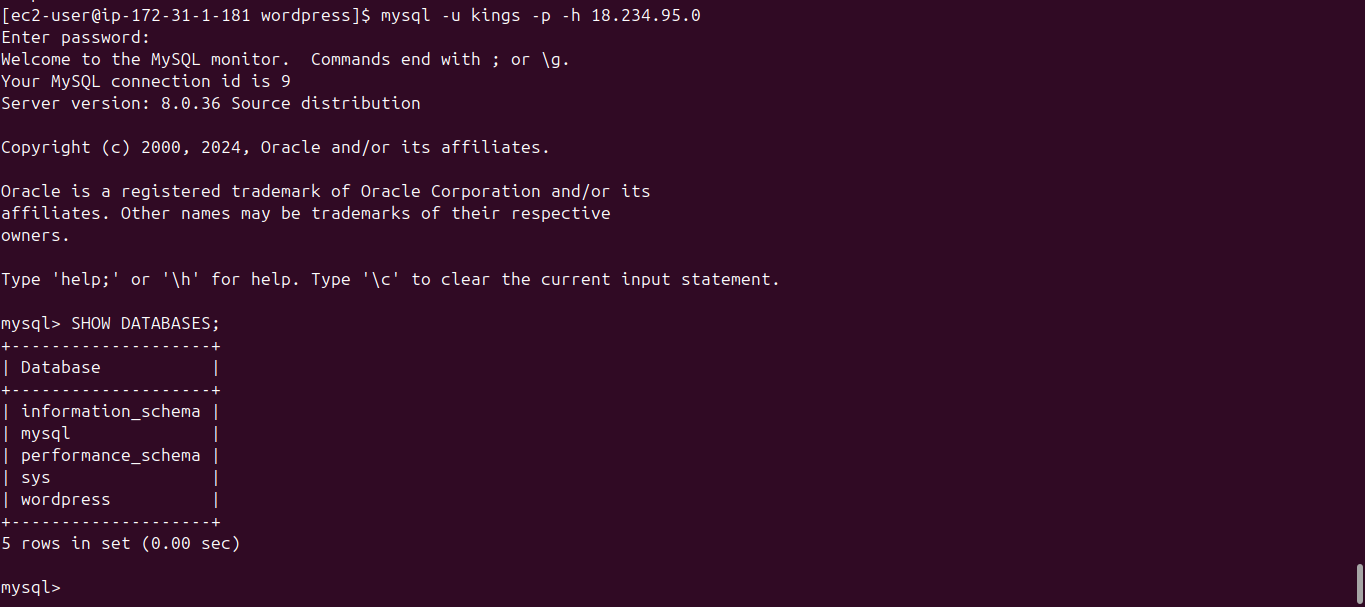 [ec2-user@ip-172-31-1-181 wordpress]$ mysql -u kings -p -h 18.234.95.0
Enter password:
Welcome to the MySQL monitor.  Commands end with ; or \g.
Your MySQL connection id is 9
Server version: 8.0.36 Source distribution

Copyright (c) 2000, 2024, Oracle and/or its affiliates.

Oracle is a registered trademark of Oracle Corporation and/or its
affiliates. Other names may be trademarks of their respective
owners.

Type 'help;' or '\h' for help. Type '\c' to clear the current input statement.

mysql> SHOW DATABASES;
+--------------------+
| Database           |
+--------------------+
| information_schema |
| mysql              |
| performance_schema |
| sys                |
| wordpress          |
+--------------------+
5 rows in set (0.00 sec)

mysql>